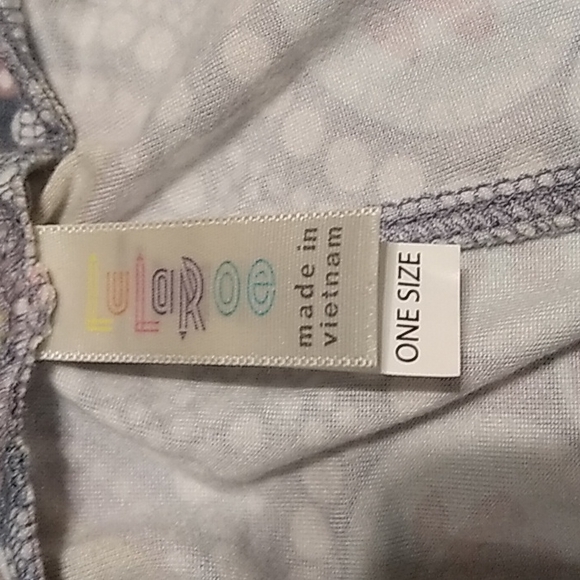 LuLaRoe
made in
vietnam
ONE SIZE